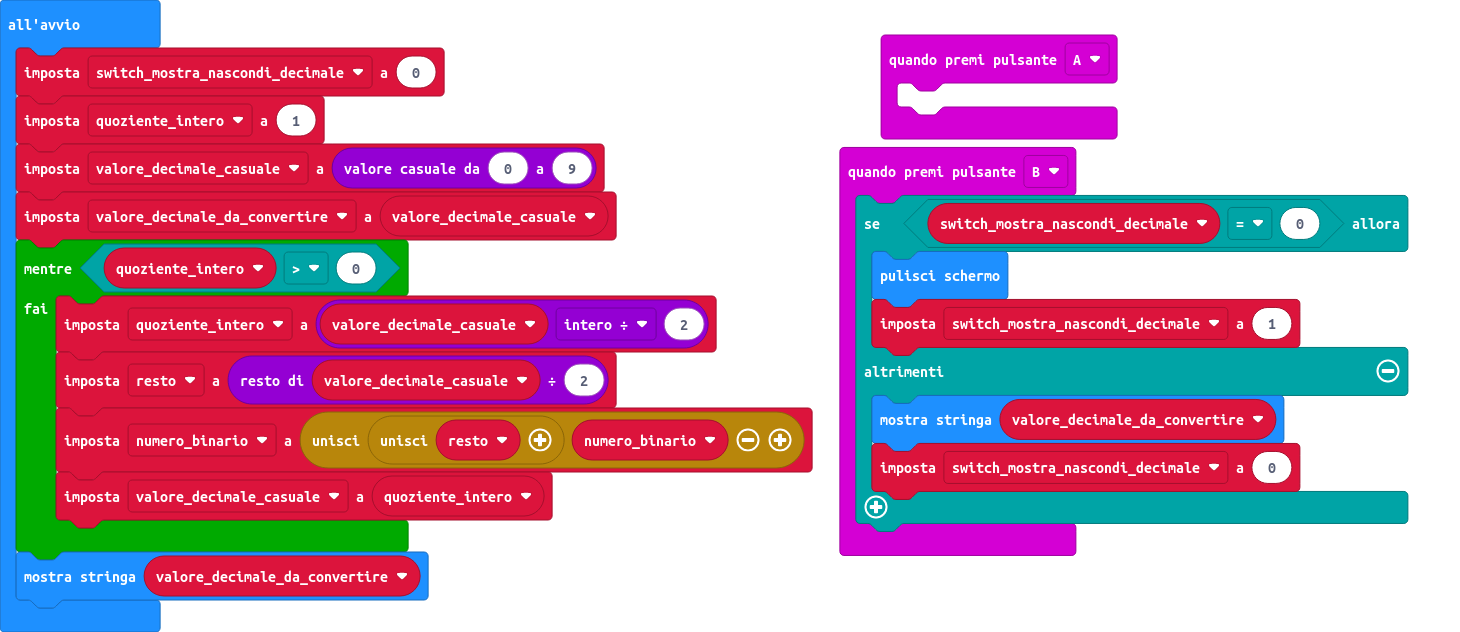 all'avvio
imposta switch_mostra_nascondi_decimale a 0
imposta quoziente_intero a 1
imposta valore_decimale_casuale a valore casuale da 0 a 9
imposta valore_decimale_da_convertire a valore_decimale_casuale
mentre quoziente_intero > 0
fai
imposta quoziente_intero a valore_decimale_casuale intero ÷ 2
imposta resto a resto di valore_decimale_casuale ÷ 2
imposta numero_binario a unisci unisci resto numero_binario
imposta valore_decimale_casuale a quoziente_intero
mostra stringa valore_decimale_da_convertire
quando premi pulsante A
quando premi pulsante B
se switch_mostra_nascondi_decimale = 0 allora
pulisci schermo
imposta switch_mostra_nascondi_decimale a 1
altrimenti
mostra stringa valore_decimale_da_convertire
imposta switch_mostra_nascondi_decimale a 0